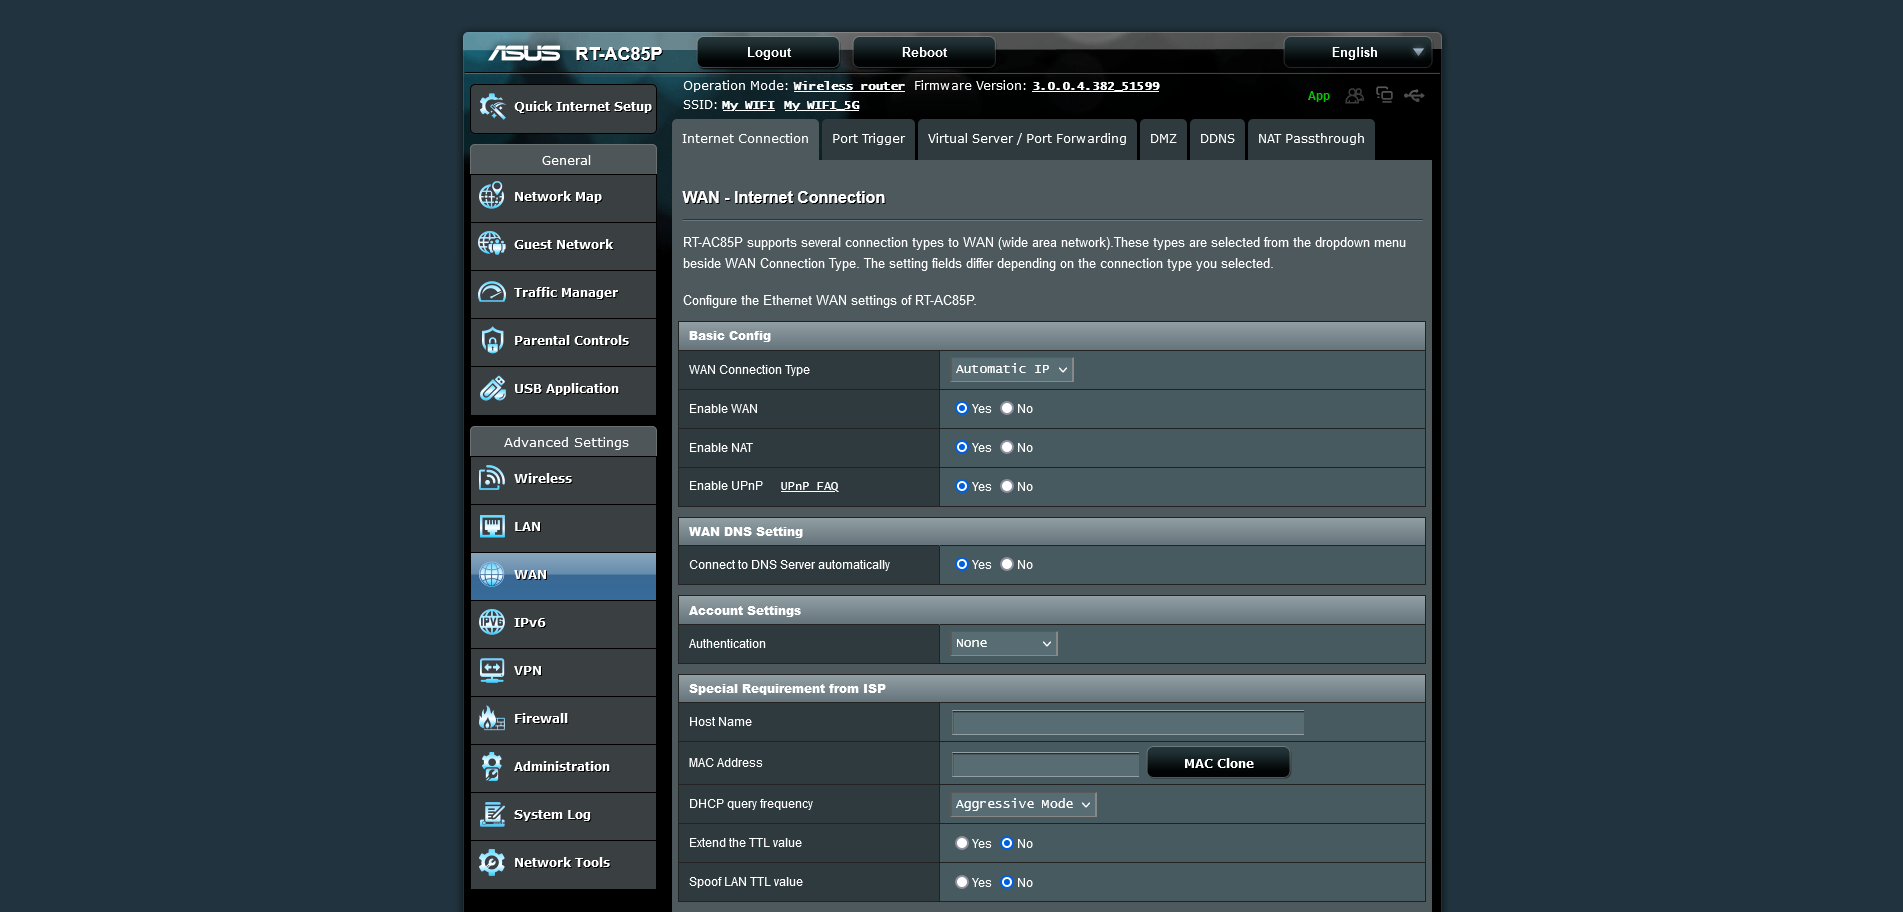 ASUS RT-AC85P Logout Reboot English
Operation Mode: Wireless router Firmware Version: 3.0.0.4.382_51599
SSID: My WIFI My WIFI_5G
App
Quick Internet Setup
General
Network Map
Guest Network
Traffic Manager
Parental Controls
USB Application
Advanced Settings
Wireless
LAN
WAN
IPv6
VPN
Firewall
Administration
System Log
Network Tools
Internet Connection Port Trigger Virtual Server / Port Forwarding DMZ DDNS NAT Passthrough
WAN - Internet Connection
RT-AC85P supports several connection types to WAN (wide area network).These types are selected from the dropdown menu
beside WAN Connection Type. The setting fields differ depending on the connection type you selected.
Configure the Ethernet WAN settings of RT-AC85P.
Basic Config
WAN Connection Type Automatic IP
Enable WAN Yes No
Enable NAT Yes No
Enable UPnP UPnP FAQ Yes No
WAN DNS Setting
Connect to DNS Server automatically Yes No
Account Settings
Authentication None
Special Requirement from ISP
Host Name
MAC Address MAC Clone
DHCP query frequency Aggressive Mode
Extend the TTL value Yes No
Spoof LAN TTL value Yes No